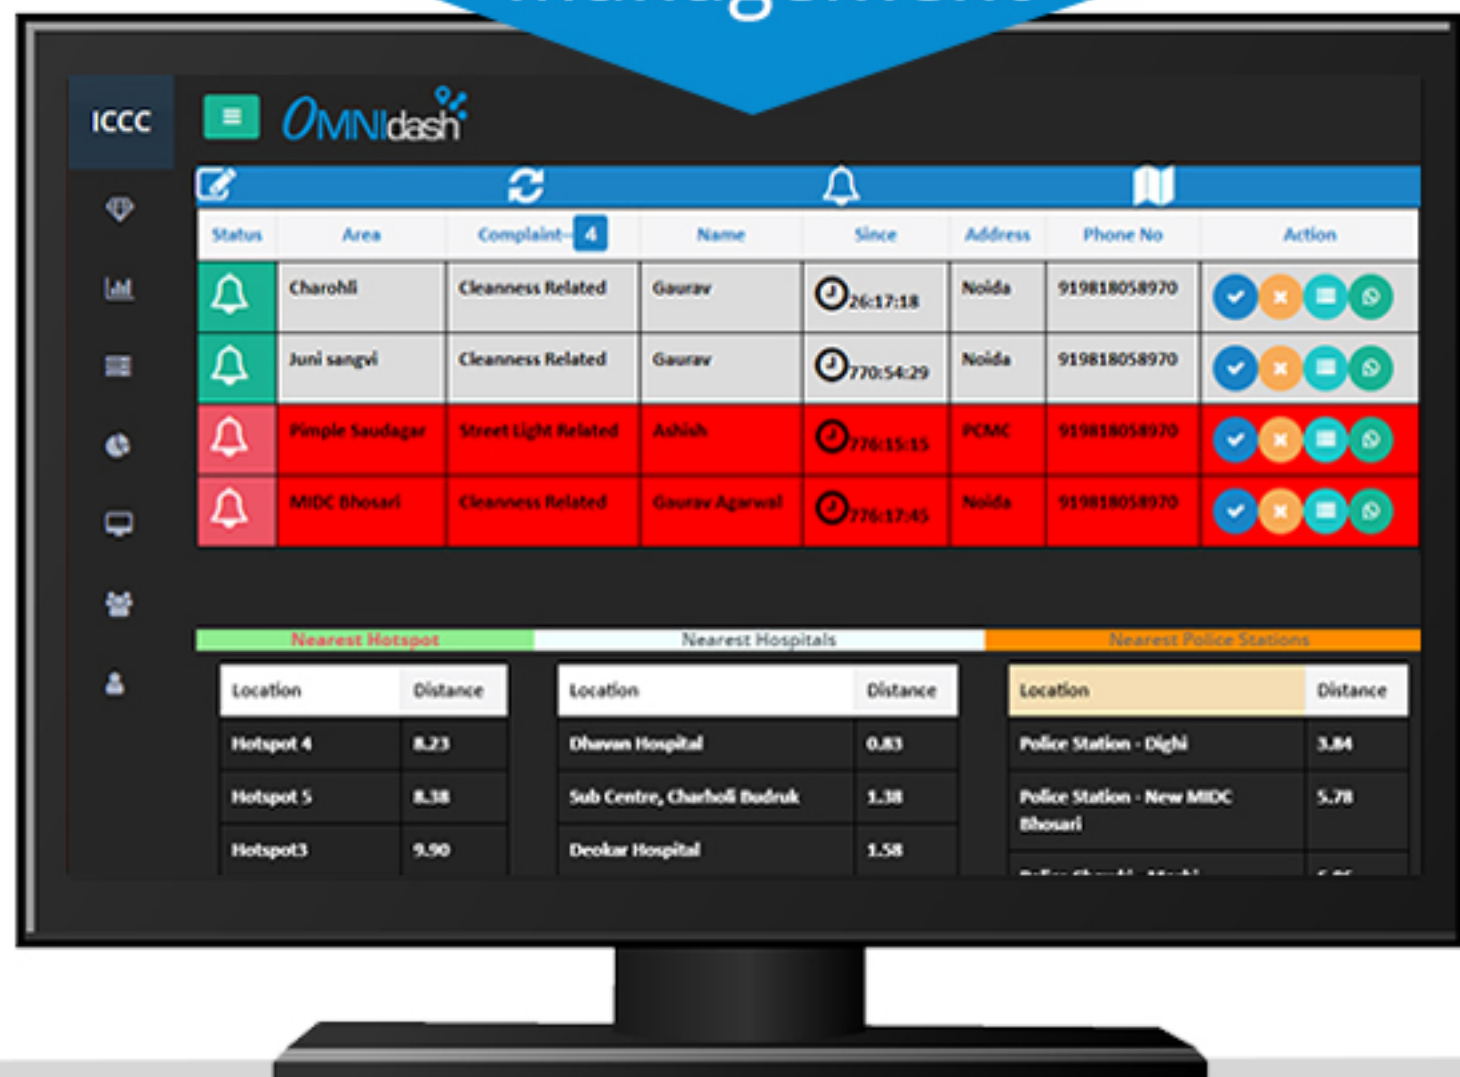 ICCC
OMNIdash
Status Area Complaint-- 4 Name Since Address Phone No Action
Charohli Cleanness Related Gaurav 26:17:18 Noida 919818058970
Juni sangvi Cleanness Related Gaurav 770:54:29 Noida 919818058970
Pimple Saudagar Street Light Related Ashish 776:15:15 PCMC 919818058970
MIDC Bhosari Cleanness Related Gaurav Agarwal 776:17:45 Noida 919818058970
Nearest Hotspot Nearest Hospitals Nearest Police Stations
Location Distance Location Distance Location Distance
Hotspot 4 8.23 Dhavan Hospital 0.83 Police Station - Dighi 3.84
Hotspot 5 8.38 Sub Centre, Charholi Budruk 1.38 Police Station - New MIDC 5.78
Bhosari
Hotspot3 9.90 Deokar Hospital 1.58